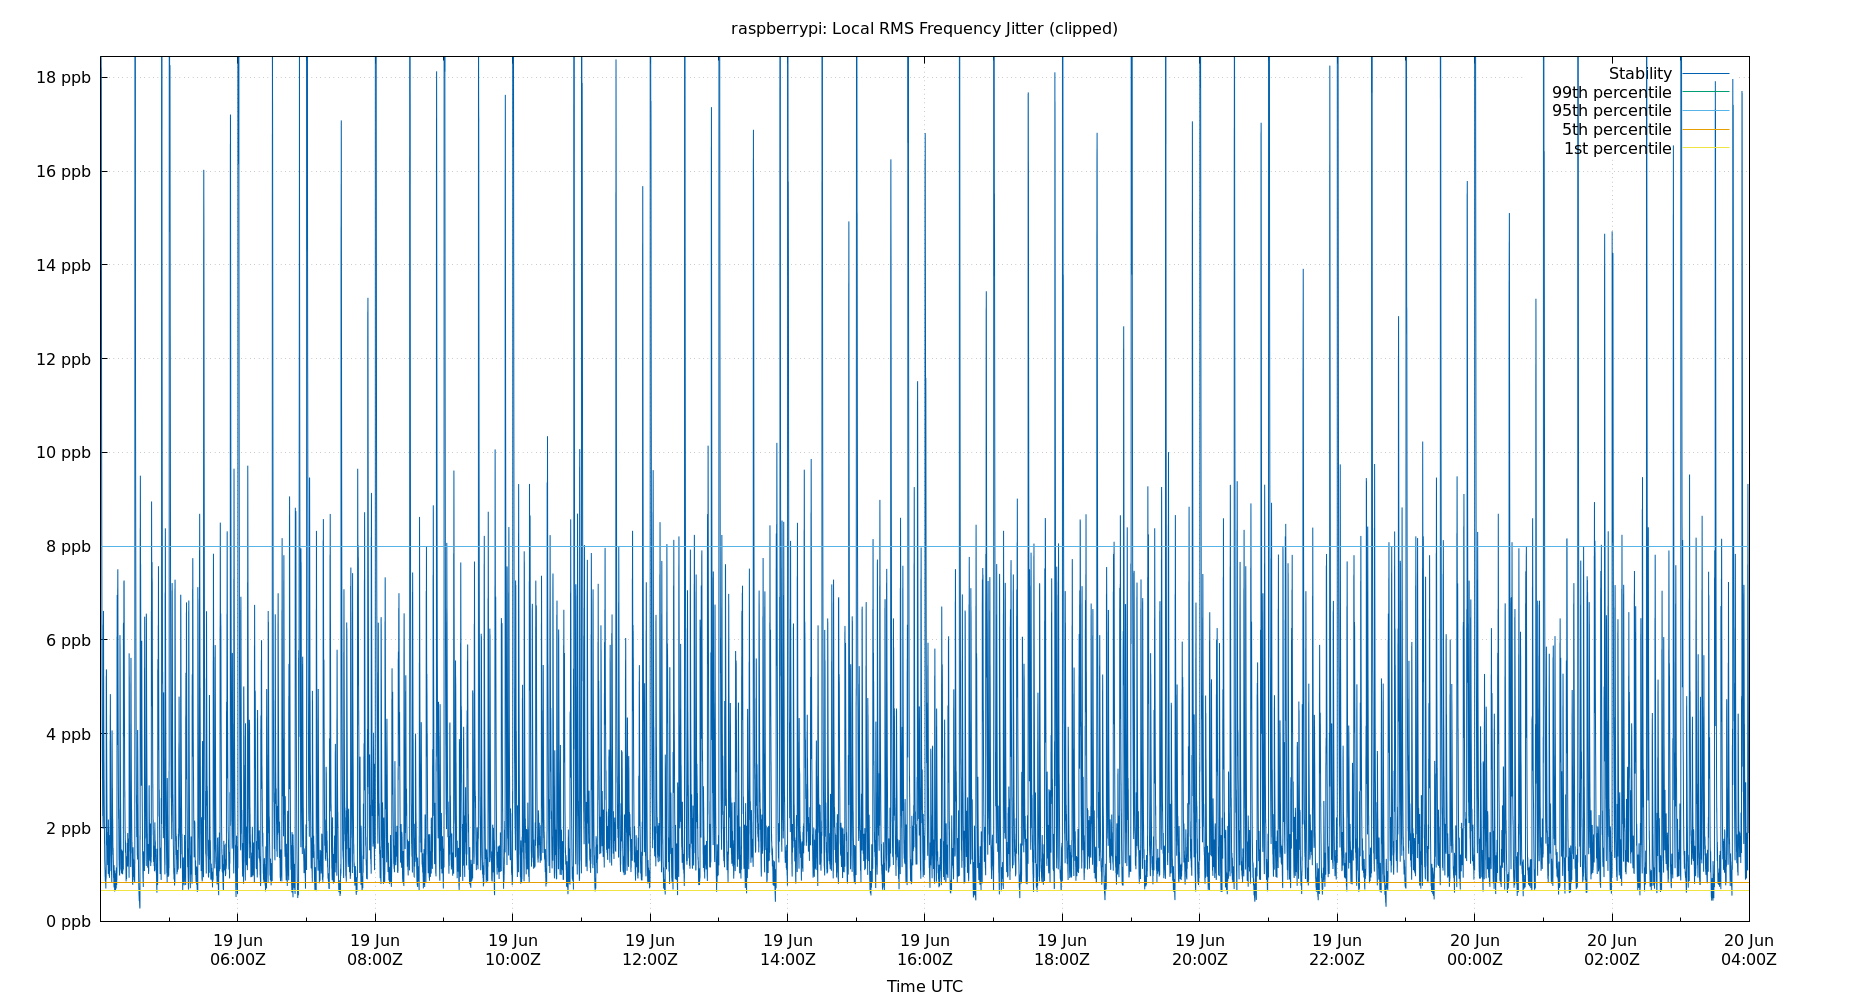 raspberrypi: Local RMS Frequency Jitter (clipped)
18 ppb
16 ppb
14 ppb
12 ppb
10 ppb
8 ppb
6 ppb
4 ppb
2 ppb
0 ppb
Stability
99th percentile
95th percentile
5th percentile
1st percentile
19 Jun 19 Jun 19 Jun 19 Jun 19 Jun 19 Jun 19 Jun 19 Jun 19 Jun 20 Jun 20 Jun 20 Jun
06:00Z 08:00Z 10:00Z 12:00Z 14:00Z 16:00Z 18:00Z 20:00Z 22:00Z 00:00Z 02:00Z 04:00Z
Time UTC